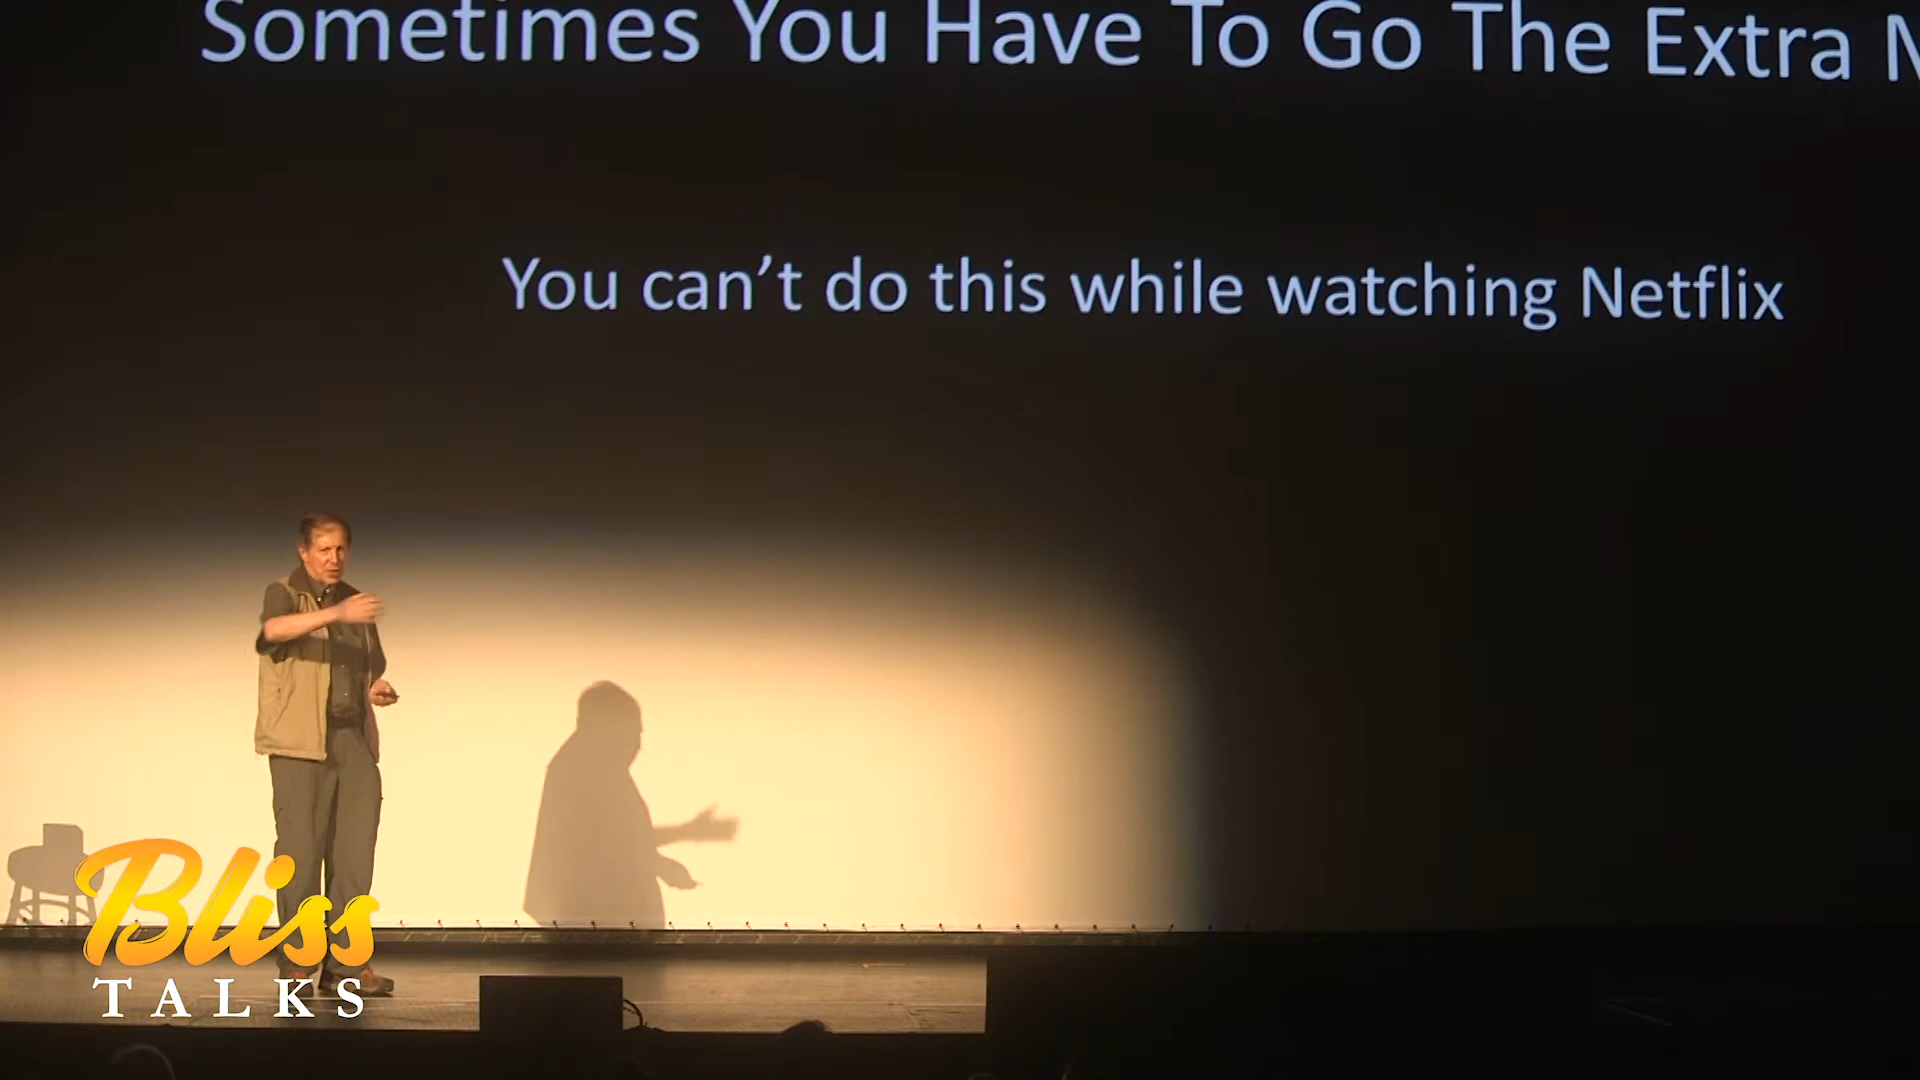 Sometimes You Have To Go The Extra
You can't do this while watching Netflix
Bliss
TALKS